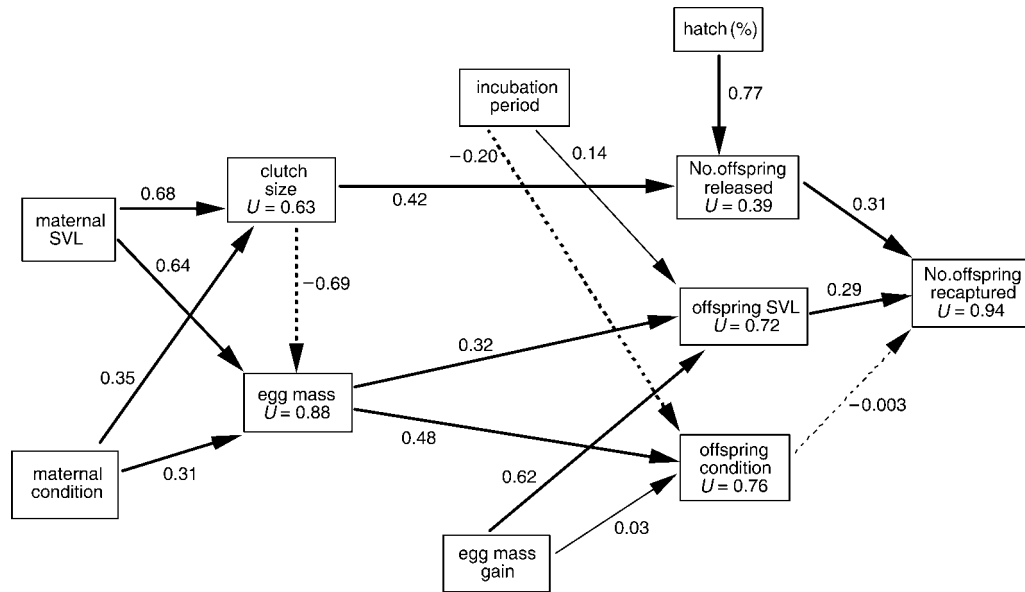 hatch (%)
0.77
incubation
period
−0.20
0.14
clutch
size
U = 0.63
0.68
0.42
No.offspring
released
U = 0.39
0.31
maternal
SVL
0.64
−0.69
No.offspring
recaptured
U = 0.94
0.29
offspring SVL
U = 0.72
0.32
0.35
egg mass
U = 0.88
−0.003
0.48
offspring
condition
U = 0.76
maternal
condition
0.31
0.62
0.03
egg mass
gain